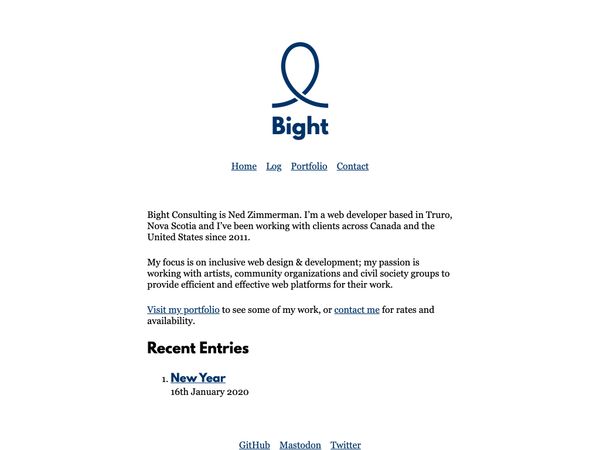 Bight
Home Log Portfolio Contact
Bight Consulting is Ned Zimmerman. I’m a web developer based in Truro,
Nova Scotia and I’ve been working with clients across Canada and the
United States since 2011.
My focus is on inclusive web design & development; my passion is
working with artists, community organizations and civil society groups to
provide efficient and effective web platforms for their work.
Visit my portfolio to see some of my work, or contact me for rates and
availability.
Recent Entries
1. New Year
16th January 2020
GitHub Mastodon Twitter